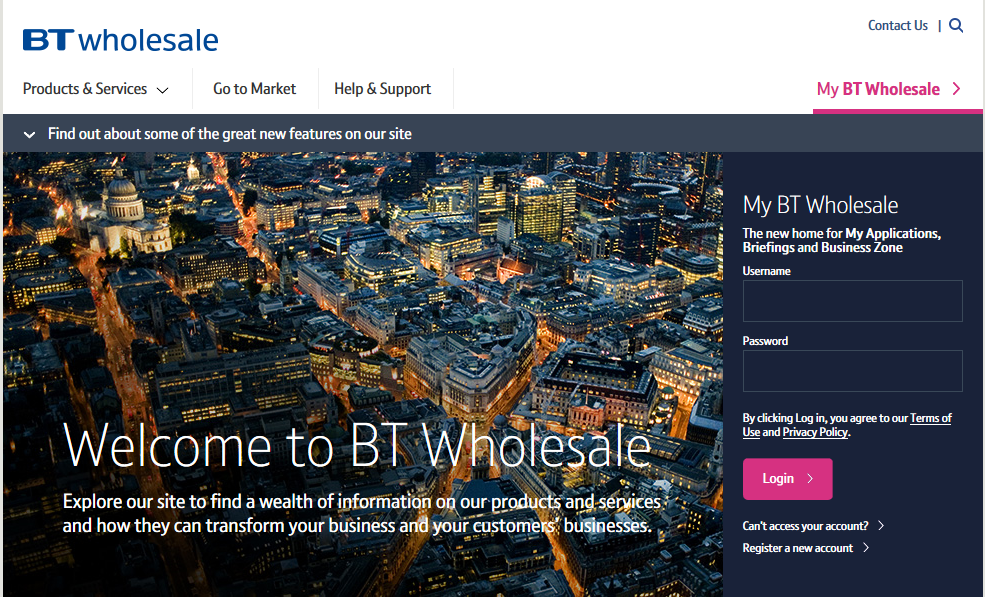 BT wholesale
Contact Us |
Products & Services
Go to Market
Help & Support
My BT Wholesale
Find out about some of the great new features on our site
Welcome to BT Wholesale
Explore our site to find a wealth of information on our products and services
and how they can transform your business and your customers' businesses.
My BT Wholesale
The new home for My Applications,
Briefings and Business Zone
Username
Password
By clicking Log in, you agree to our Terms of
Use and Privacy Policy.
Login
Can't access your account?
Register a new account